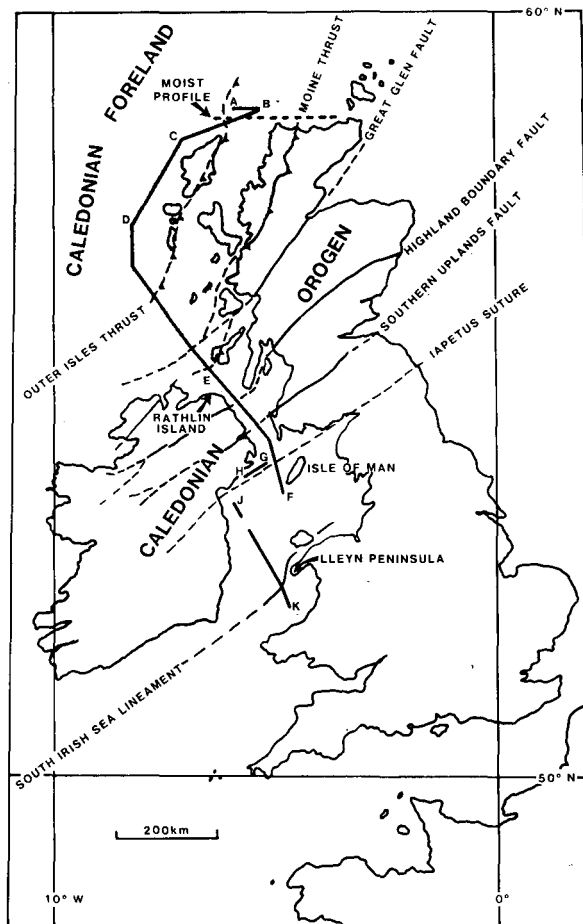 60° N
CALEDONIAN FORELAND
MOIST
PROFILE
A
B
MOINE THRUST
GREAT GLEN FAULT
C
D
HIGHLAND BOUNDARY FAULT
OROGEN
SOUTHERN UPLANDS FAULT
IAPETUS SUTURE
OUTER ISLES THRUST
E
RATHLIN
ISLAND
CALEDONIAN
G
H
ISLE OF MAN
J
F
LLEYN PENINSULA
K
SOUTH IRISH SEA LINEAMENT
50° N
200km
10° W
0°